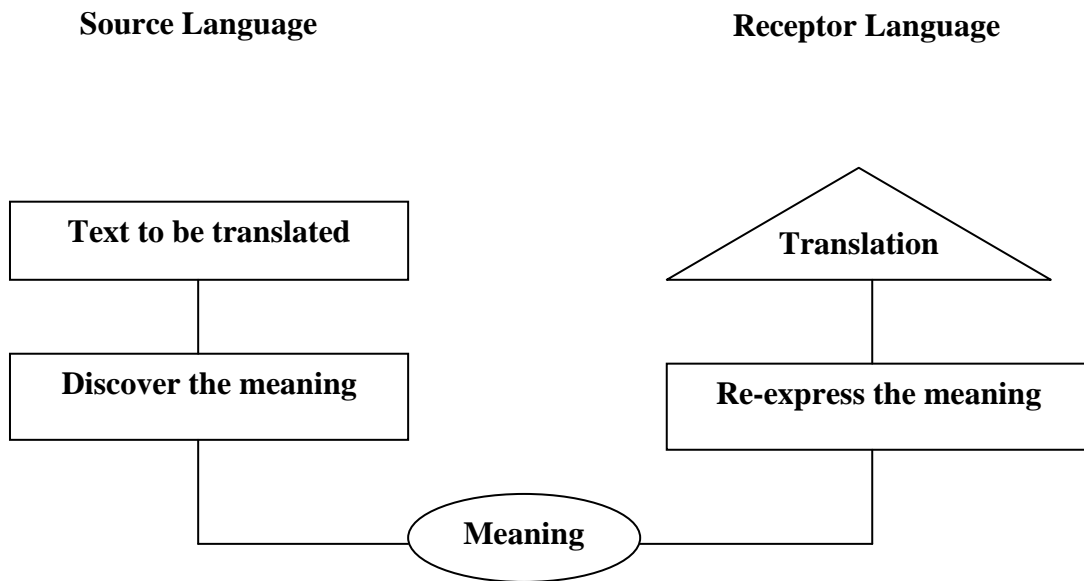 Source Language
Receptor Language
Text to be translated
Translation
Discover the meaning
Re-express the meaning
Meaning